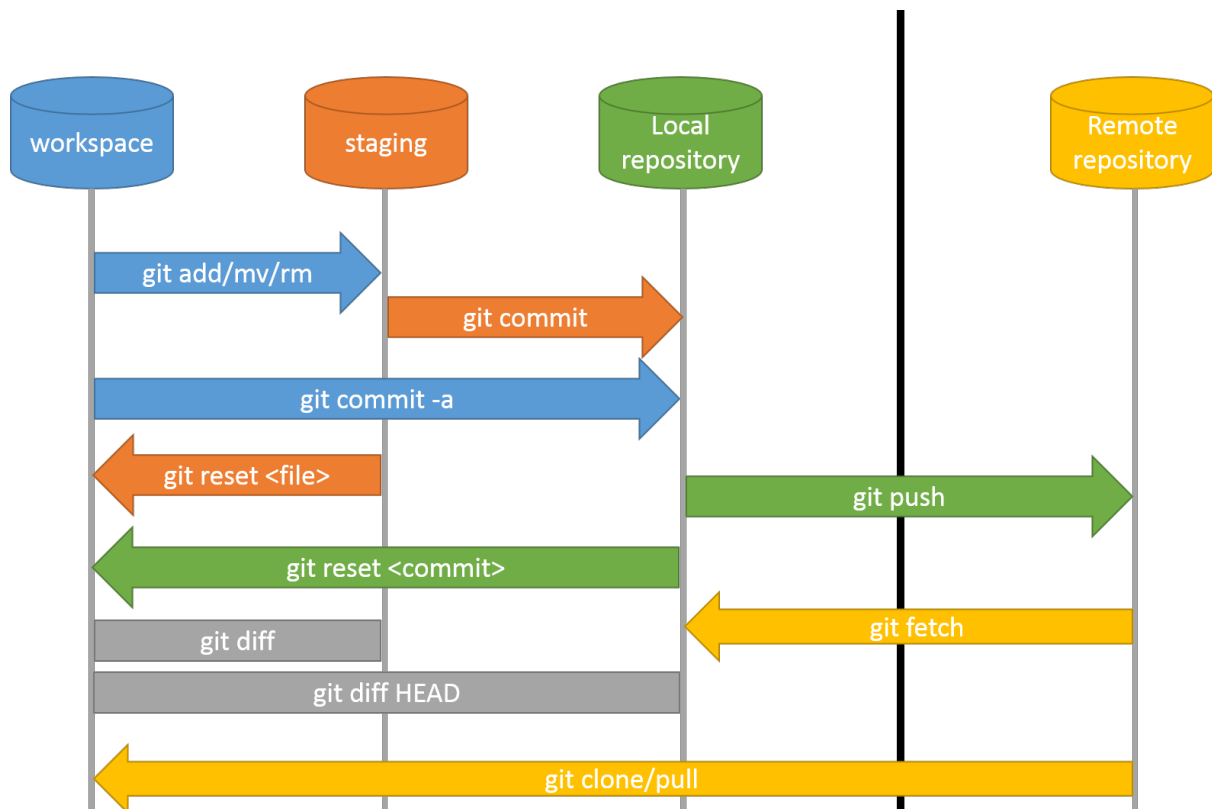 workspace
staging
Local
repository
Remote
repository
git add/mv/rm
git commit
git commit -a
git reset <file>
git push
git reset <commit>
git fetch
git diff
git diff HEAD
git clone/pull